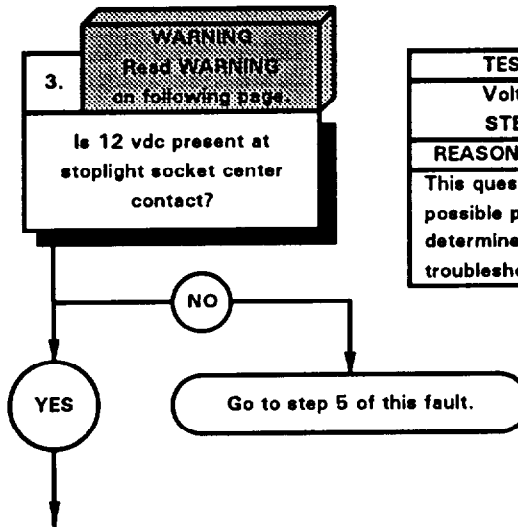 WARNING
Read WARNING
on following page.
3.
Is 12 vdc present at
stoplight socket center
contact?
NO
YES
Go to step 5 of this fault.
TES
Volt
STE
REASON
This ques
possible p
determine
troublesho